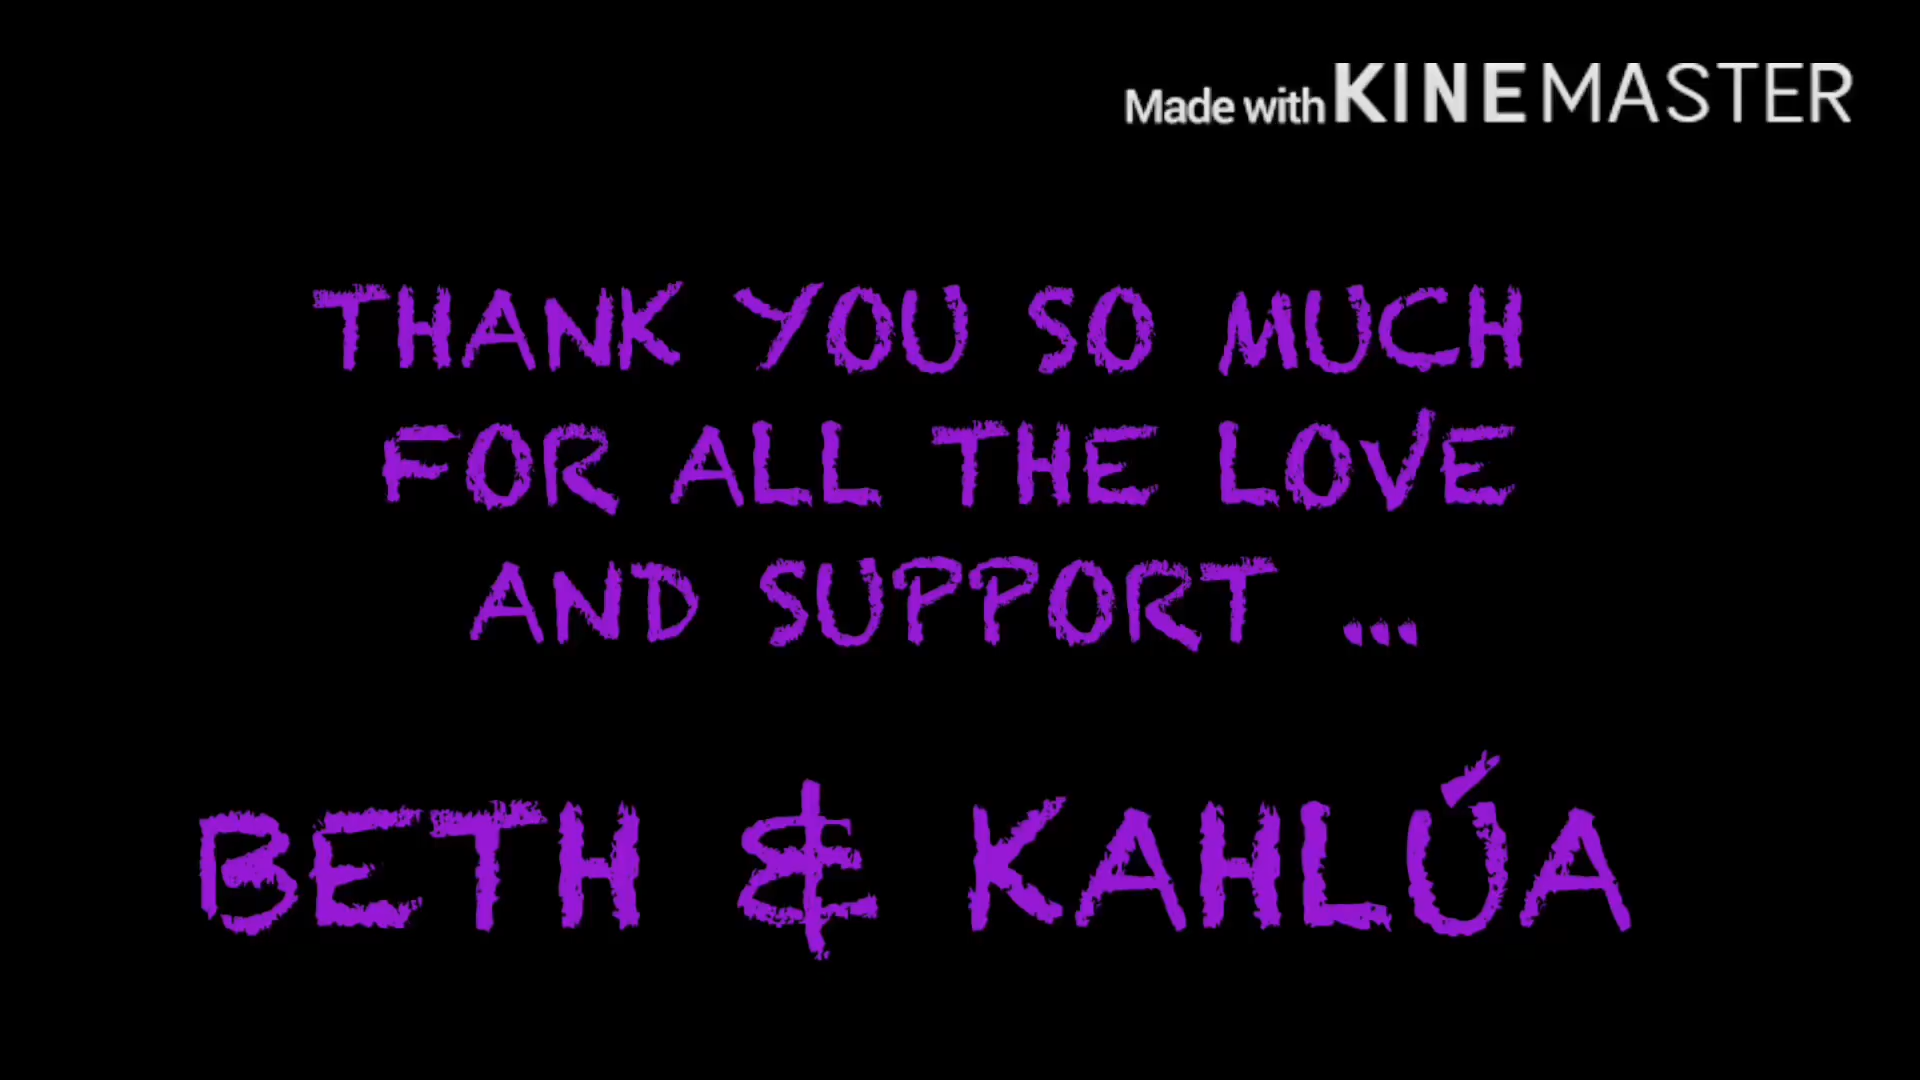 Made with KINEMASTER
THANK YOU SO MUCH
FOR ALL THE LOVE
AND SUPPORT ...
BETH & KAHLÚA